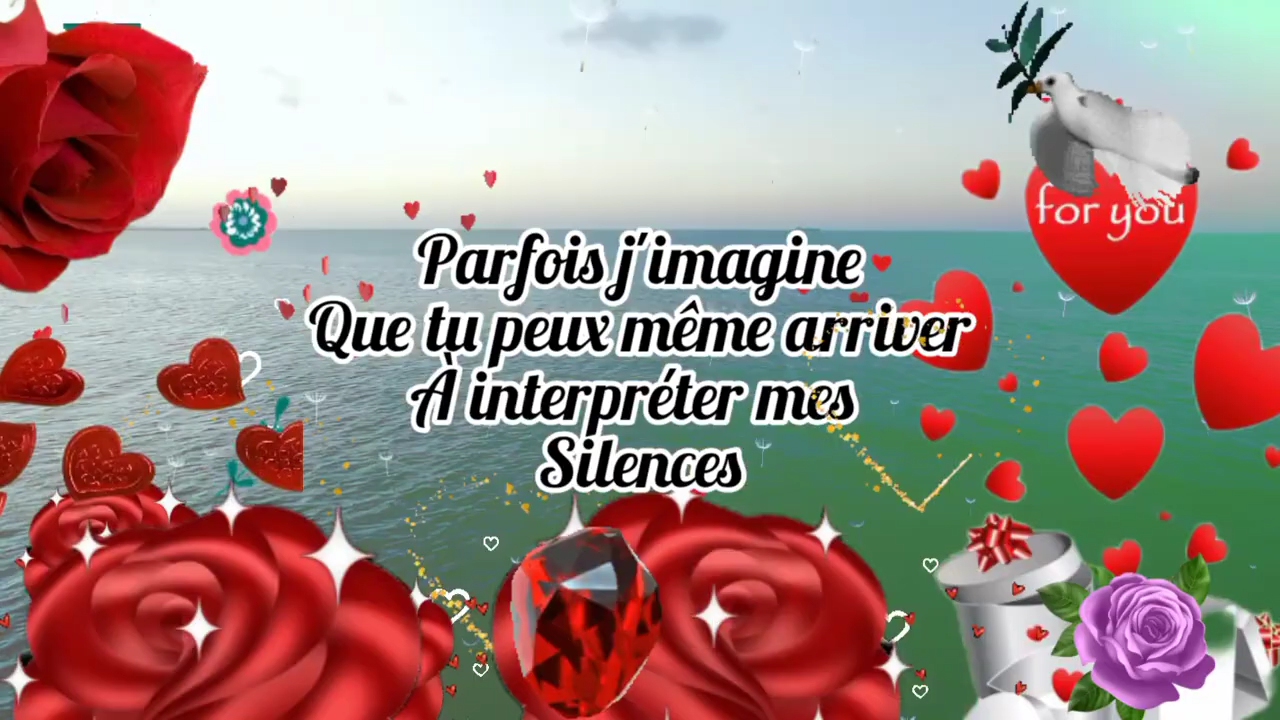 for you
Parfois j'imagine
Que tu peux même arriver
À interpréter mes
Silences